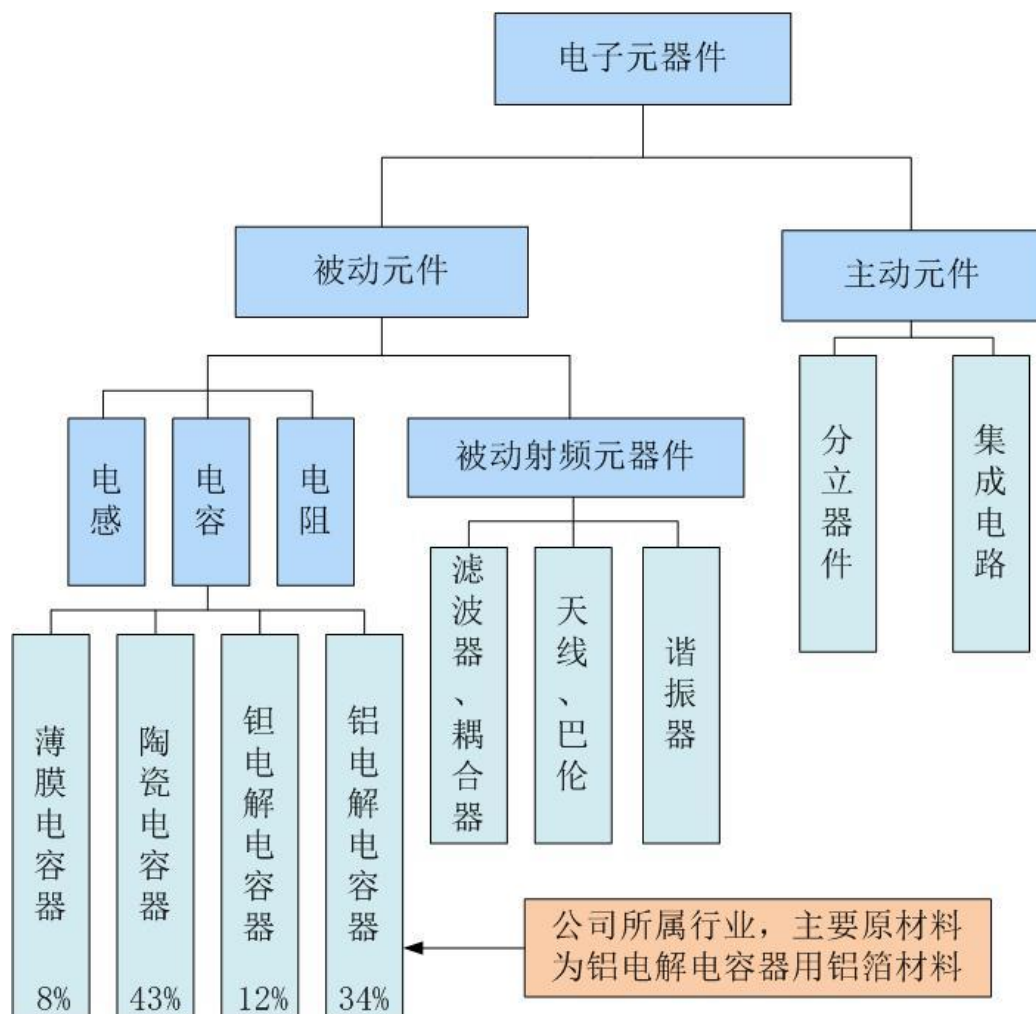 电子元器件
被动元件
主动元件
电感
电容
电阻
被动射频元器件
分立器件
集成电路
滤波器、耦合器
天线、巴伦
谐振器
薄膜电容器
8%
陶瓷电容器
43%
钽电解电容器
12%
铝电解电容器
34%
公司所属行业，主要原材料
为铝电解电容器用铝箔材料